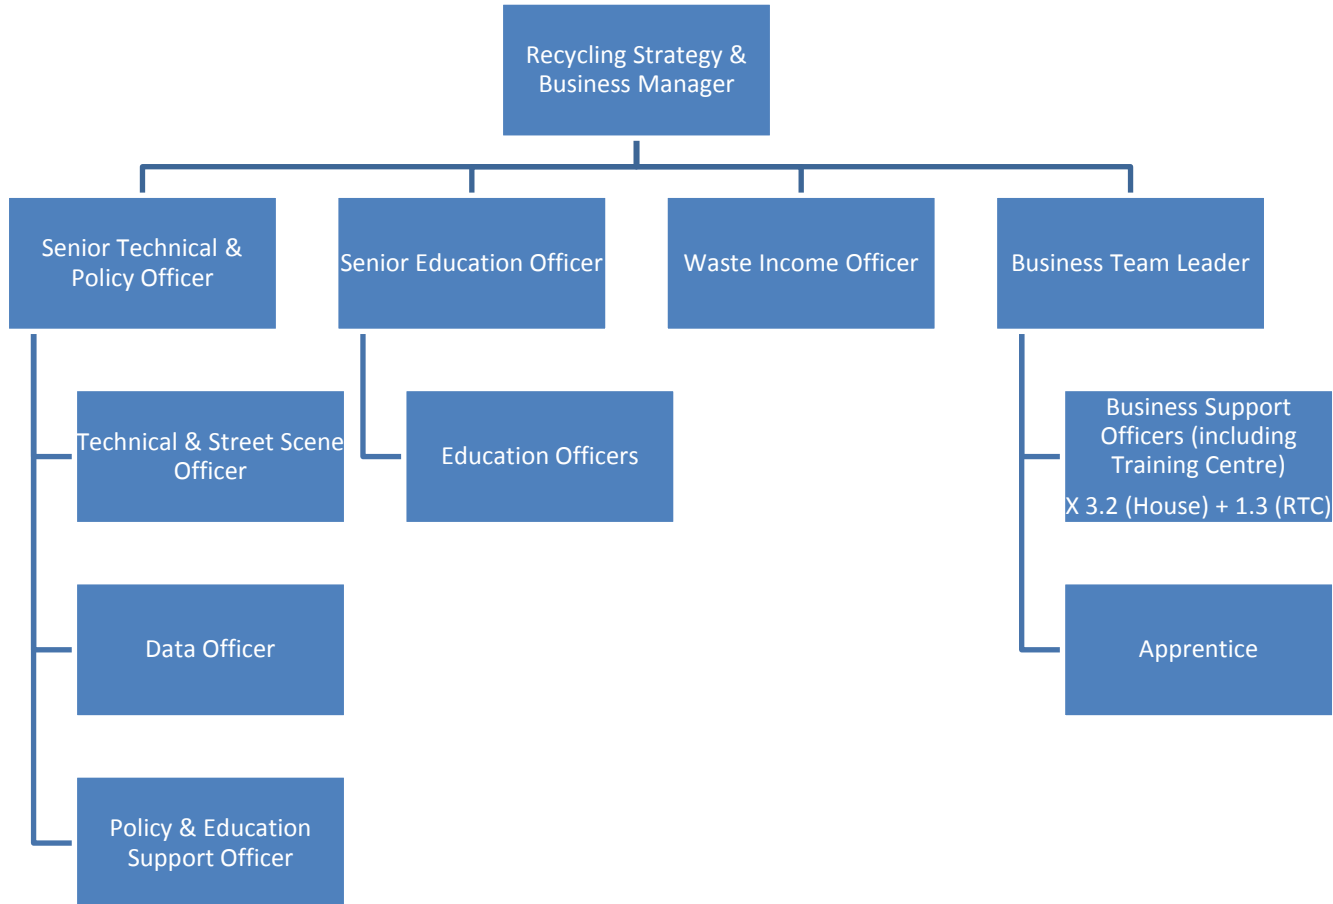 Recycling Strategy &
Business Manager
Senior Technical &
Policy Officer
Senior Education Officer
Waste Income Officer
Business Team Leader
Technical & Street Scene
Officer
Education Officers
Business Support
Officers (including
Training Centre)
X 3.2 (House) + 1.3 (RTC)
Data Officer
Apprentice
Policy & Education
Support Officer